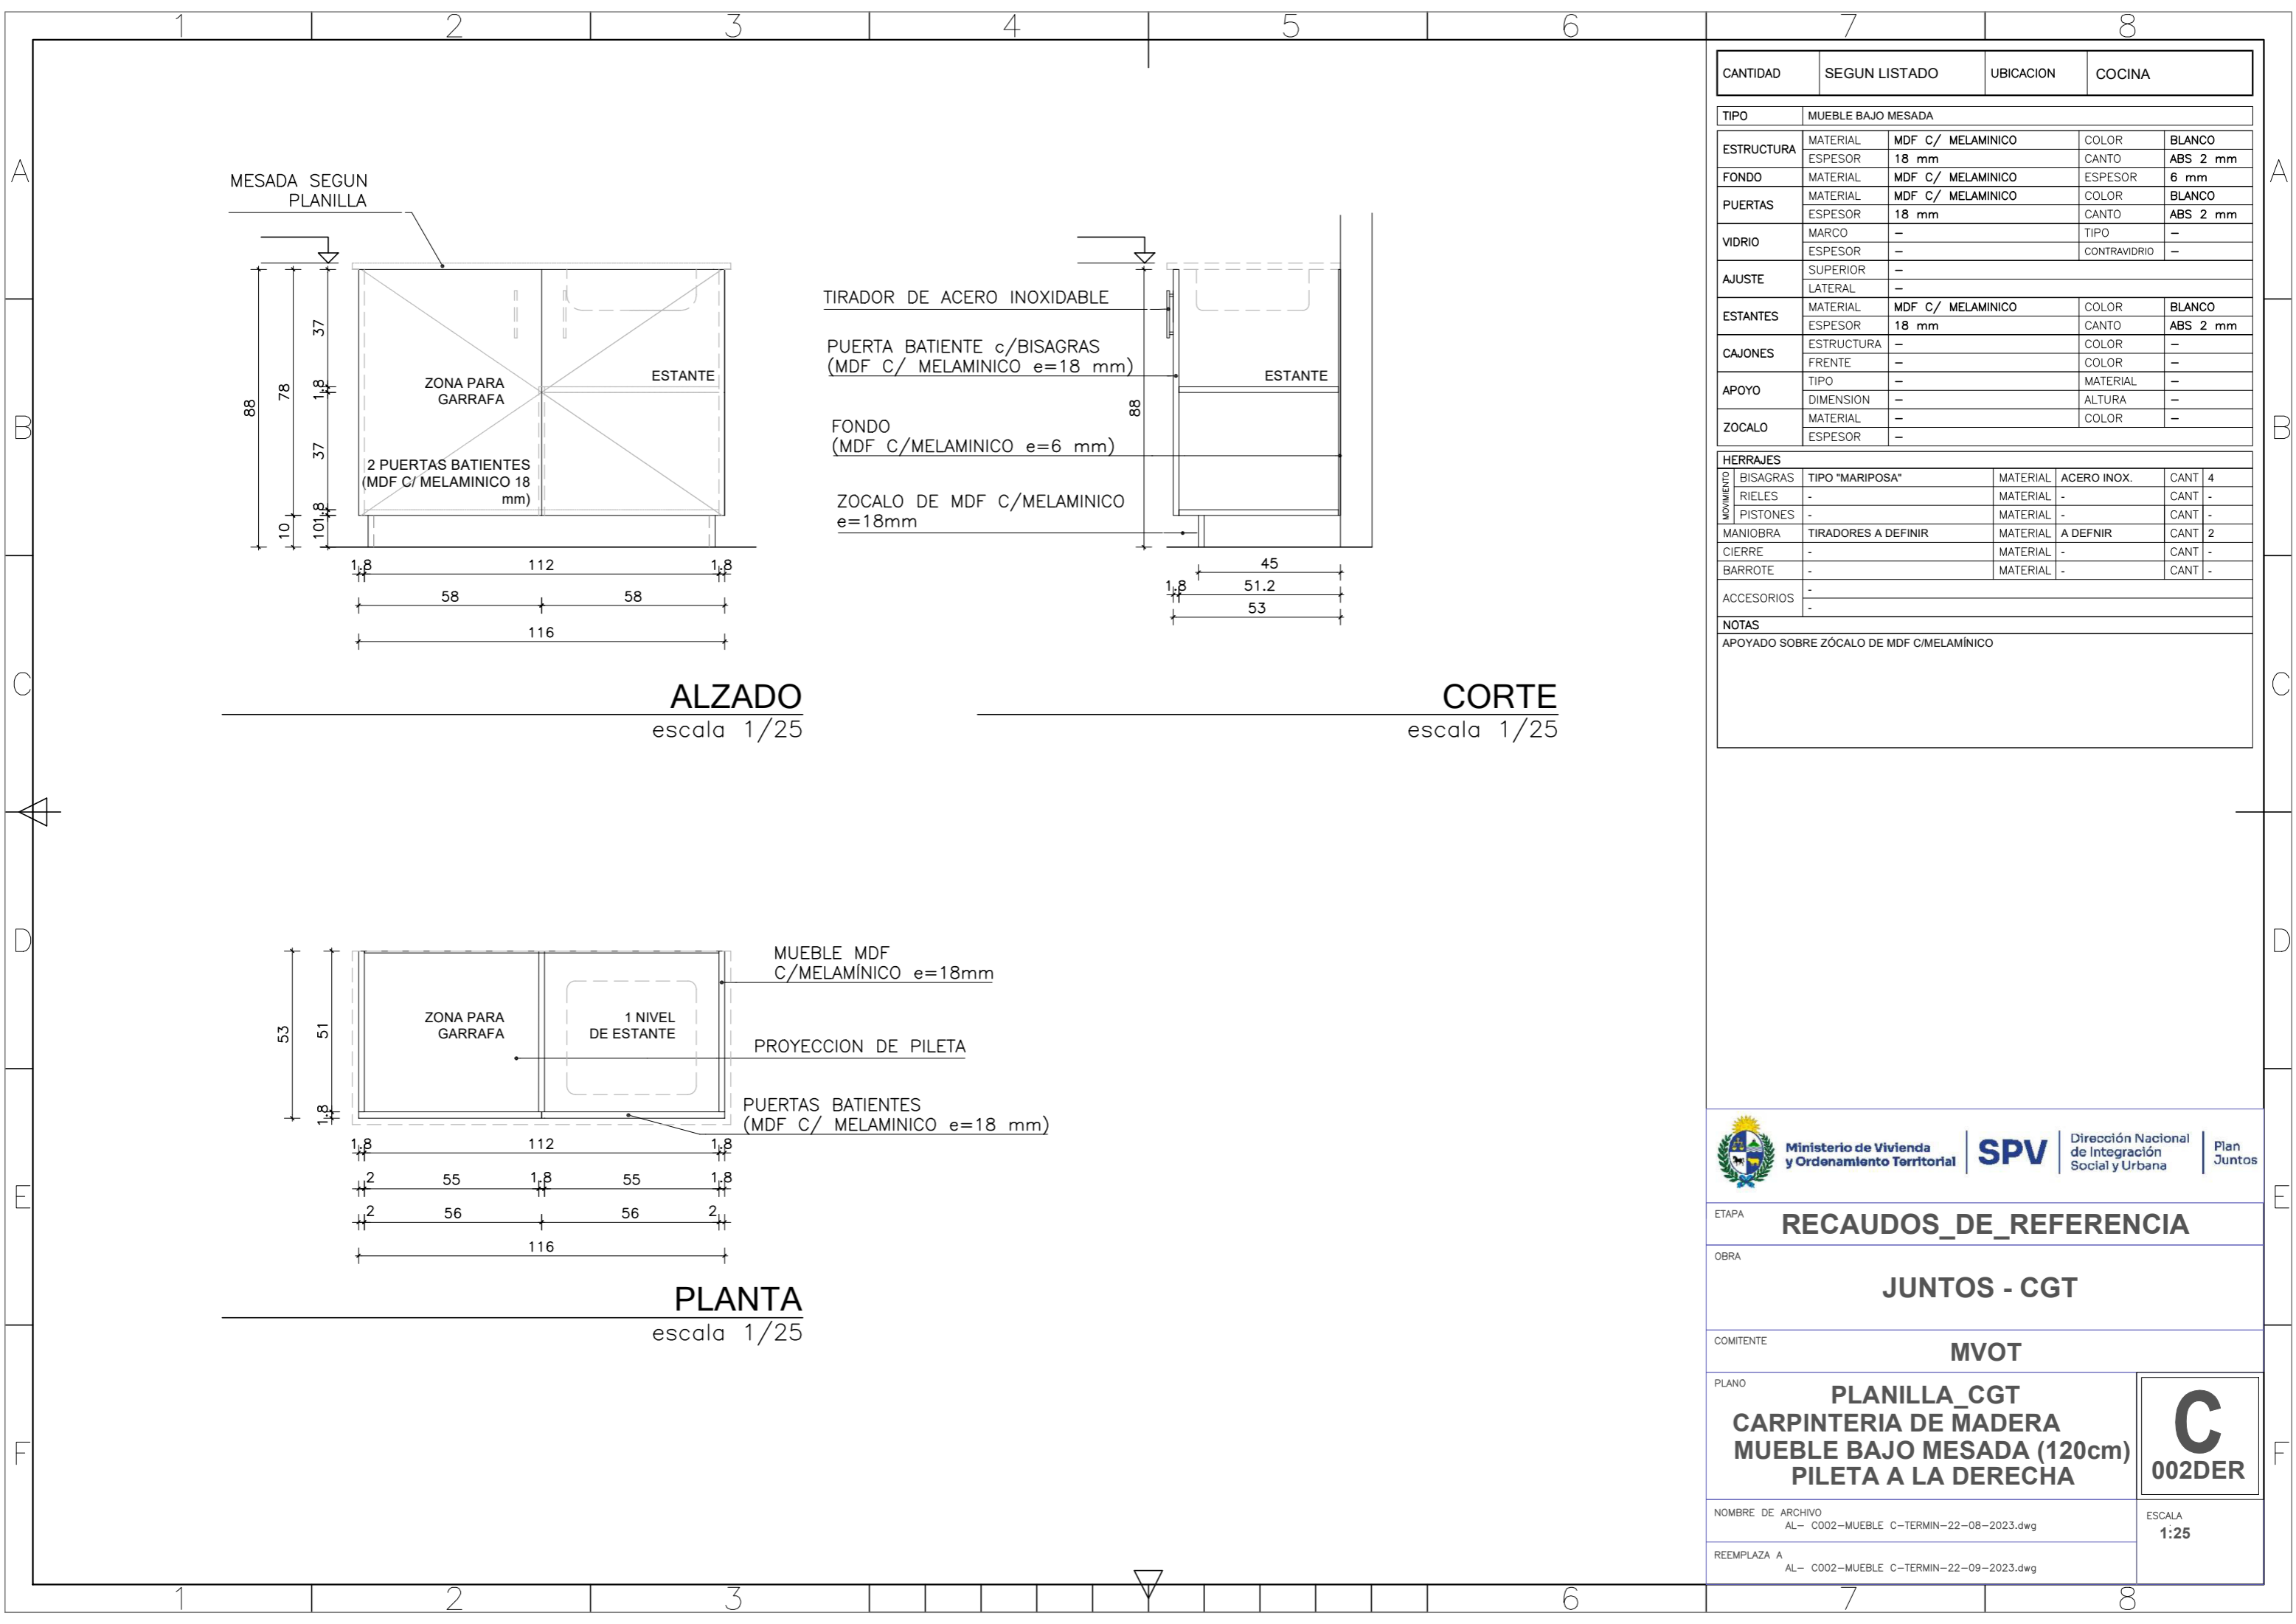 1 2 3 4 5 6 7 8
A
B
C
D
E
F
A
B
C
D
E
F
1 2 3 6 7 8
MESADA SEGUN
PLANILLA
88
78
10
37
1.8
37
1.8
10
ZONA PARA
GARRAFA
ESTANTE
2 PUERTAS BATIENTES
(MDF C/ MELAMINICO 18
mm)
1.8 112 1.8
58 58
116
ALZADO
escala 1/25
TIRADOR DE ACERO INOXIDABLE
PUERTA BATIENTE c/BISAGRAS
(MDF C/ MELAMINICO e=18 mm)
FONDO
(MDF C/MELAMINICO e=6 mm)
ZOCALO DE MDF C/MELAMINICO
e=18mm
88
ESTANTE
45
1.8 51.2
53
CORTE
escala 1/25
53
51
1.8
ZONA PARA
GARRAFA
1 NIVEL
DE ESTANTE
MUEBLE MDF
C/MELAMÍNICO e=18mm
PROYECCION DE PILETA
PUERTAS BATIENTES
(MDF C/ MELAMINICO e=18 mm)
1.8 112 1.8
2 55 1.8 55 1.8
2 56 56 2
116
PLANTA
escala 1/25
CANTIDAD SEGUN LISTADO UBICACION COCINA
TIPO MUEBLE BAJO MESADA
ESTRUCTURA MATERIAL MDF C/ MELAMINICO COLOR BLANCO
ESPESOR 18 mm CANTO ABS 2 mm
FONDO MATERIAL MDF C/ MELAMINICO ESPESOR 6 mm
PUERTAS MATERIAL MDF C/ MELAMINICO COLOR BLANCO
ESPESOR 18 mm CANTO ABS 2 mm
VIDRIO MARCO – TIPO –
ESPESOR – CONTRAVIDRIO –
AJUSTE SUPERIOR –
LATERAL –
ESTANTES MATERIAL MDF C/ MELAMINICO COLOR BLANCO
ESPESOR 18 mm CANTO ABS 2 mm
CAJONES ESTRUCTURA – COLOR –
FRENTE – COLOR –
APOYO TIPO – MATERIAL –
DIMENSION – ALTURA –
ZOCALO MATERIAL – COLOR –
ESPESOR –
HERRAJES
MOVIMIENTO
BISAGRAS TIPO "MARIPOSA" MATERIAL ACERO INOX. CANT 4
RIELES - MATERIAL - CANT -
PISTONES - MATERIAL - CANT -
MANIOBRA TIRADORES A DEFINIR MATERIAL A DEFNIR CANT 2
CIERRE - MATERIAL - CANT -
BARROTE - MATERIAL - CANT -
ACCESORIOS -
-
NOTAS
APOYADO SOBRE ZÓCALO DE MDF C/MELAMÍNICO
Ministerio de Vivienda
y Ordenamiento Territorial
SPV
Dirección Nacional
de Integración
Social y Urbana
Plan
Juntos
ETAPA
RECAUDOS_DE_REFERENCIA
OBRA
JUNTOS - CGT
COMITENTE
MVOT
PLANO
PLANILLA_CGT
CARPINTERIA DE MADERA
MUEBLE BAJO MESADA (120cm)
PILETA A LA DERECHA
C
002DER
NOMBRE DE ARCHIVO
AL– C002–MUEBLE C–TERMIN–22–08–2023.dwg
ESCALA
1:25
REEMPLAZA A
AL– C002–MUEBLE C–TERMIN–22–09–2023.dwg